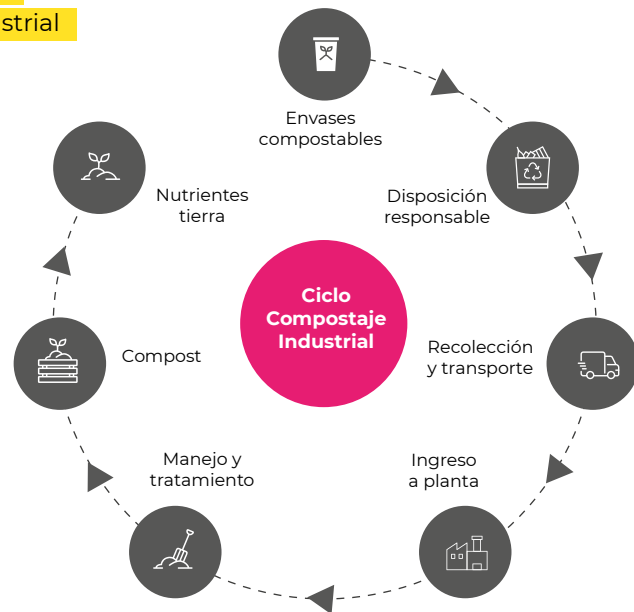 strial
Envases
compostables
Disposición
responsable
Recolección
y transporte
Ingreso
a planta
Manejo y
tratamiento
Compost
Nutrientes
tierra
Ciclo
Compostaje
Industrial